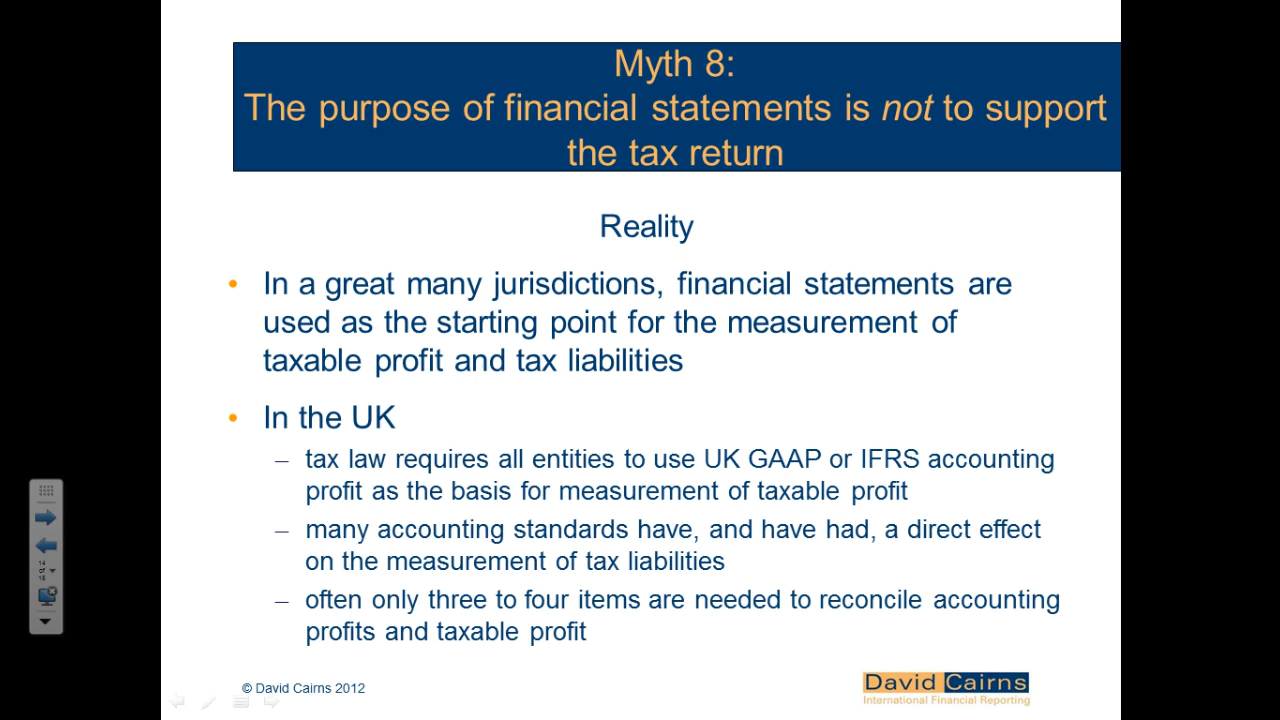 Myth 8:
The purpose of financial statements is not to support
the tax return
Reality
• In a great many jurisdictions, financial statements are
used as the starting point for the measurement of
taxable profit and tax liabilities
• In the UK
– tax law requires all entities to use UK GAAP or IFRS accounting
profit as the basis for measurement of taxable profit
– many accounting standards have, and have had, a direct effect
on the measurement of tax liabilities
– often only three to four items are needed to reconcile accounting
profits and taxable profit
14
of
© David Cairns 2012
David Cairns
International Financial Reporting